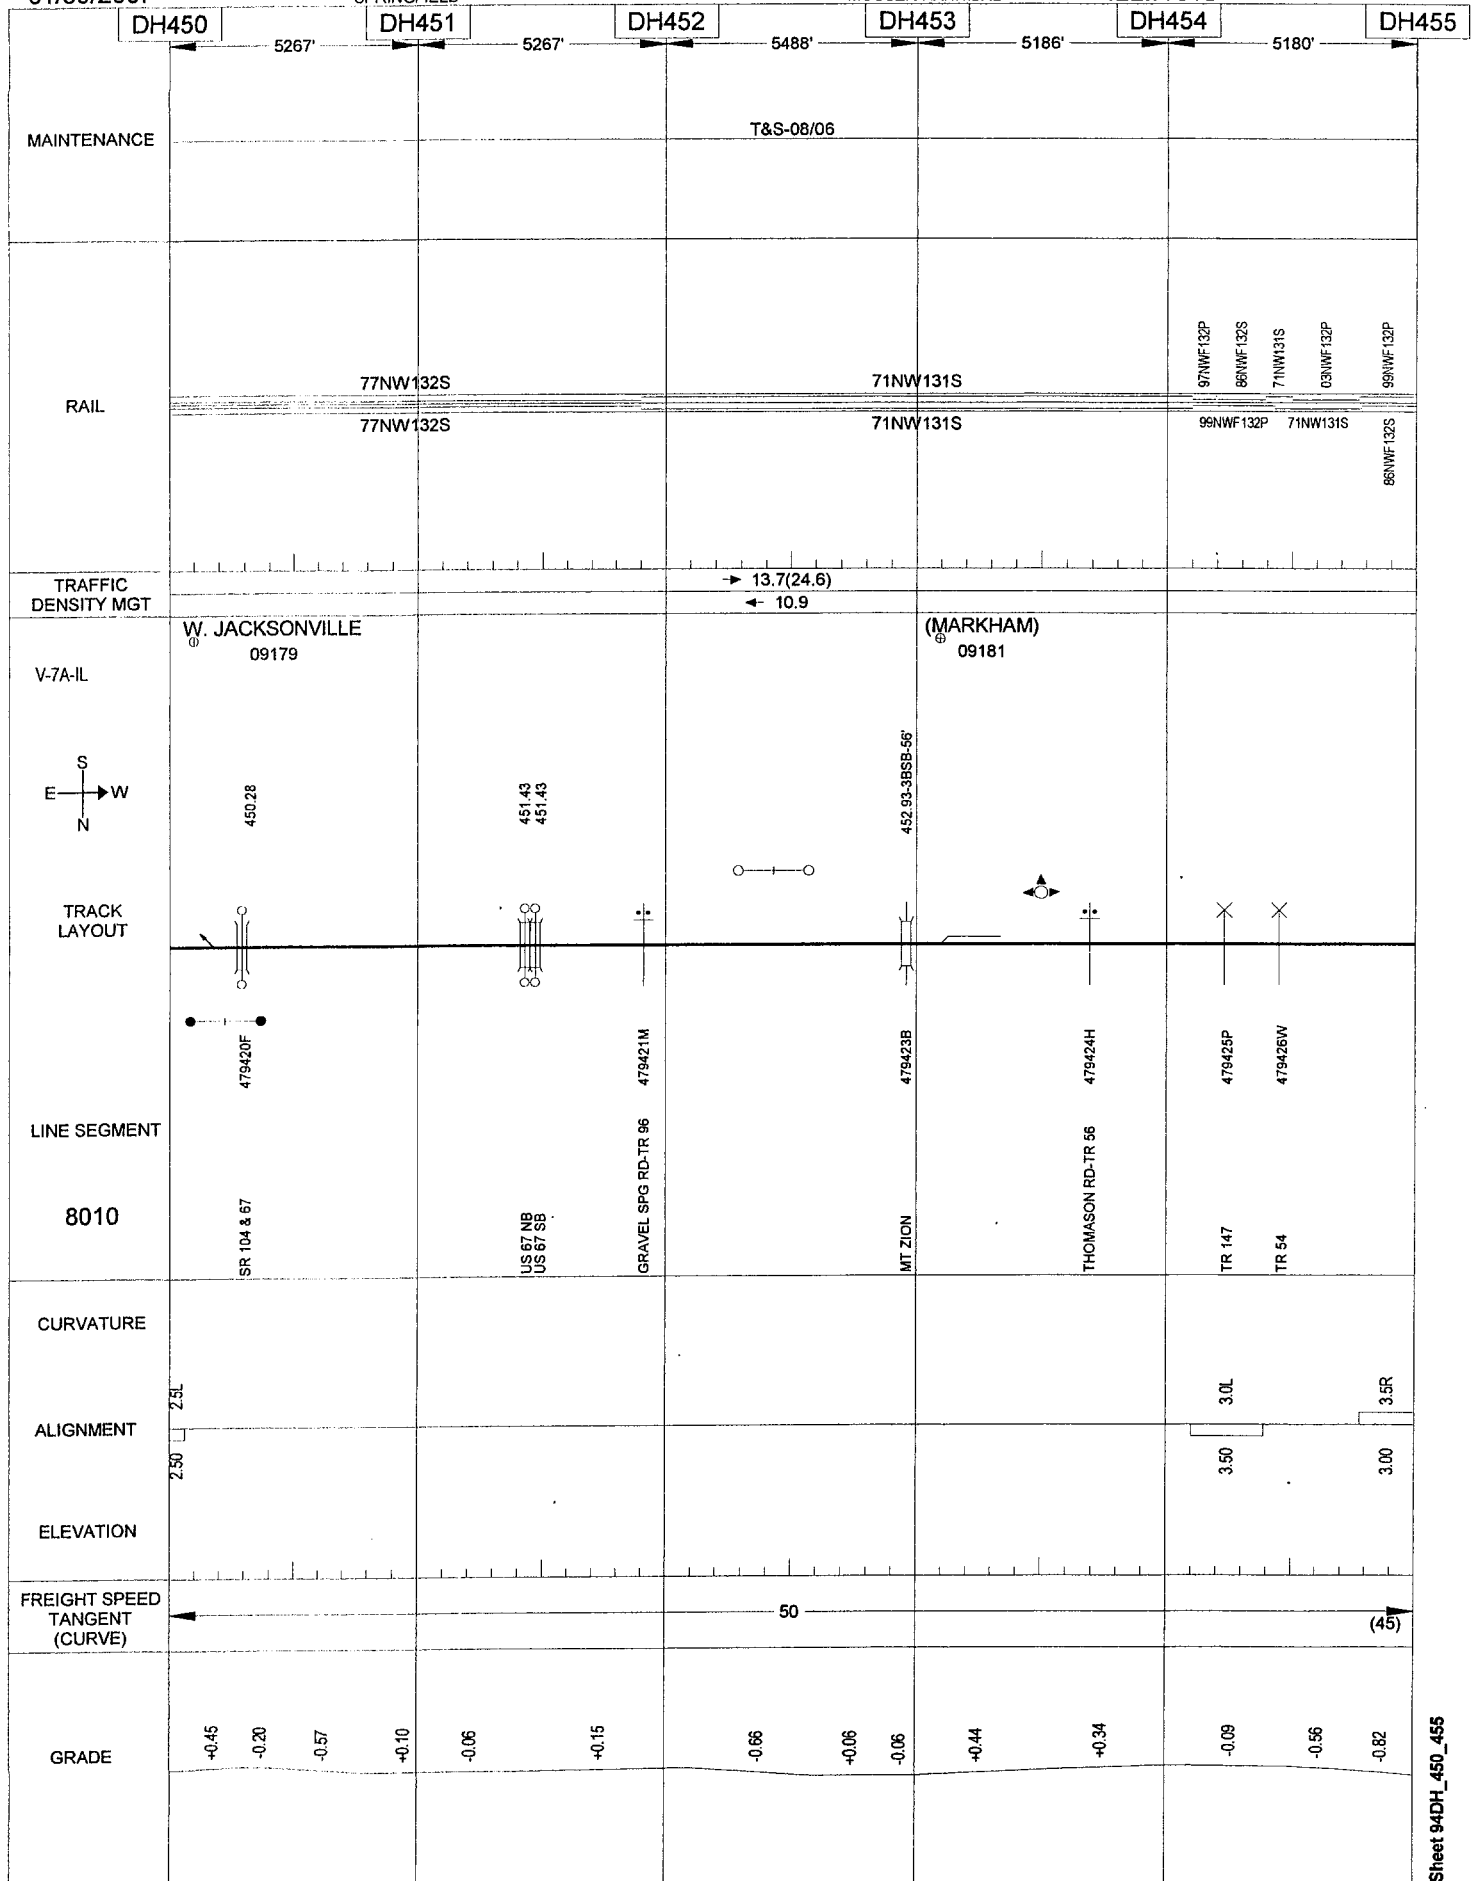 DH450 DH451 DH452 DH453 DH454 DH455
5267' 5267' 5488' 5186' 5180'
MAINTENANCE
T&S-08/06
RAIL
77NW132S 71NW131S
97NWF132P 86NWF132S 71NW131S 03NWF132P 99NWF132P
77NW132S 71NW131S
99NWF132P 71NW131S
86NWF132S
TRAFFIC
DENSITY MGT
13.7(24.6)
10.9
W. JACKSONVILLE
09179
(MARKHAM)
09181
V-7A-IL
S
E W
N
450.28
451.43
451.43
452.93-3BSB-56'
TRACK
LAYOUT
479420F
479421M
479423B
479424H
479425P
479426W
LINE SEGMENT
8010
SR 104 & 67
US 67 NB
US 67 SB
GRAVEL SPG RD-TR 96
MT ZION
THOMASON RD-TR 56
TR 147
TR 54
CURVATURE
2.5L 3.0L 3.5R
ALIGNMENT
2.50 3.50 3.00
ELEVATION
FREIGHT SPEED
TANGENT
(CURVE)
50
(45)
GRADE
+0.45 -0.20 -0.57 +0.10 -0.06 +0.15 -0.66 +0.06 -0.06 +0.44 +0.34 -0.09 -0.56 -0.82
Sheet 94DH_450_455